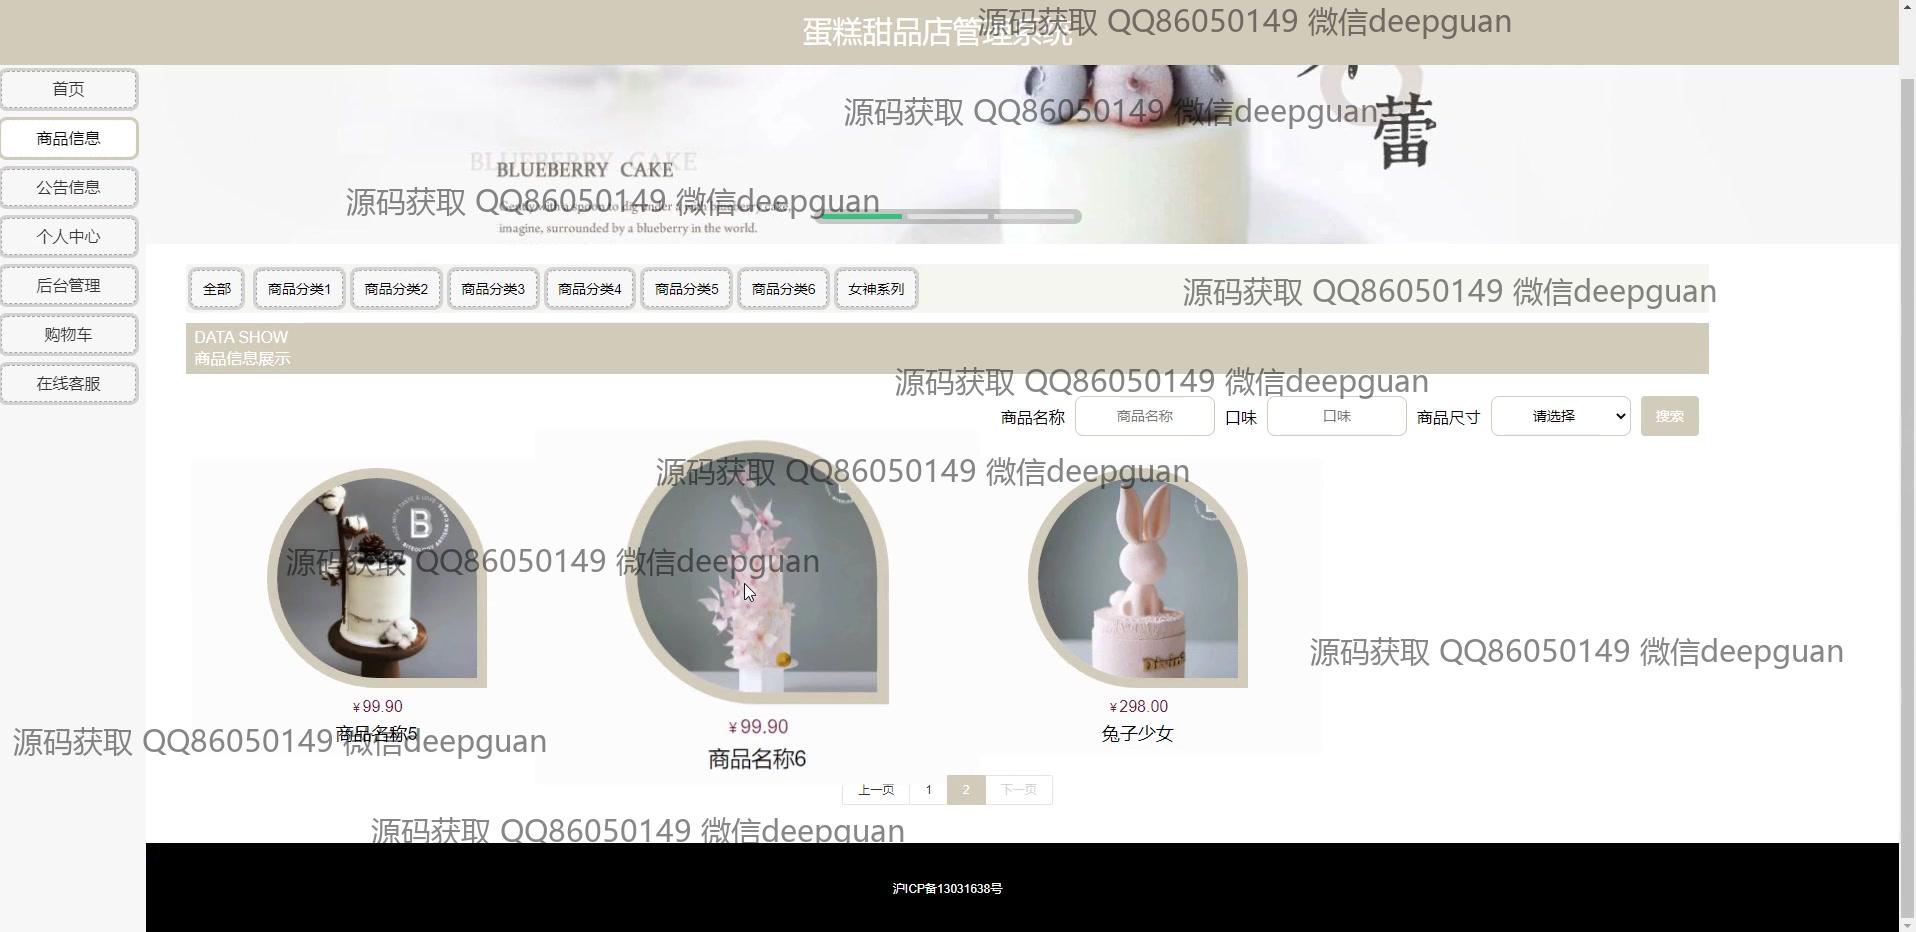 蛋糕甜品店管理系统
源码获取 QQ86050149 微信deepguan
首页
商品信息
公告信息
个人中心
后台管理
购物车
在线客服
源码获取 QQ86050149 微信deepguan
蕾
BLUEBERRY CAKE
BLUEBERRY CAKE
源码获取 QQ86050149 微信deepguan
imagine, surrounded by a blueberry in the world.
全部
商品分类1
商品分类2
商品分类3
商品分类4
商品分类5
商品分类6
女神系列
源码获取 QQ86050149 微信deepguan
DATA SHOW
商品信息展示
源码获取 QQ86050149 微信deepguan
商品名称 商品名称 口味 口味 商品尺寸 请选择 搜索
源码获取 QQ86050149 微信deepguan
B
源码获取 QQ86050149 微信deepguan
源码获取 QQ86050149 微信deepguan
¥99.90
商品名称5
¥99.90
商品名称6
¥298.00
兔子少女
源码获取 QQ86050149 微信deepguan
上一页 1 2 下一页
源码获取 QQ86050149 微信deepguan
沪ICP备13031638号